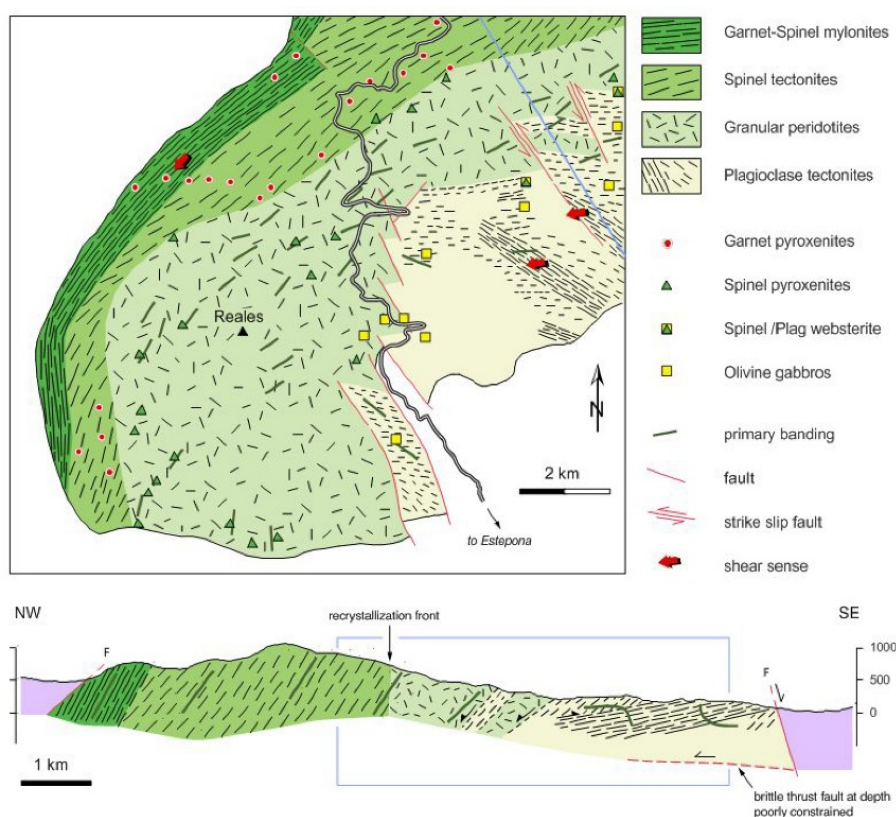 Garnet-Spinel mylonites
Spinel tectonites
Granular peridotites
Plagioclase tectonites
Garnet pyroxenites
Spinel pyroxenites
Spinel /Plag websterite
Olivine gabbros
primary banding
fault
strike slip fault
shear sense
Reales
N
2 km
to Estepona
NW
SE
recrystallization front
F
F
1000
500
0
1 km
brittle thrust fault at depth
poorly constrained